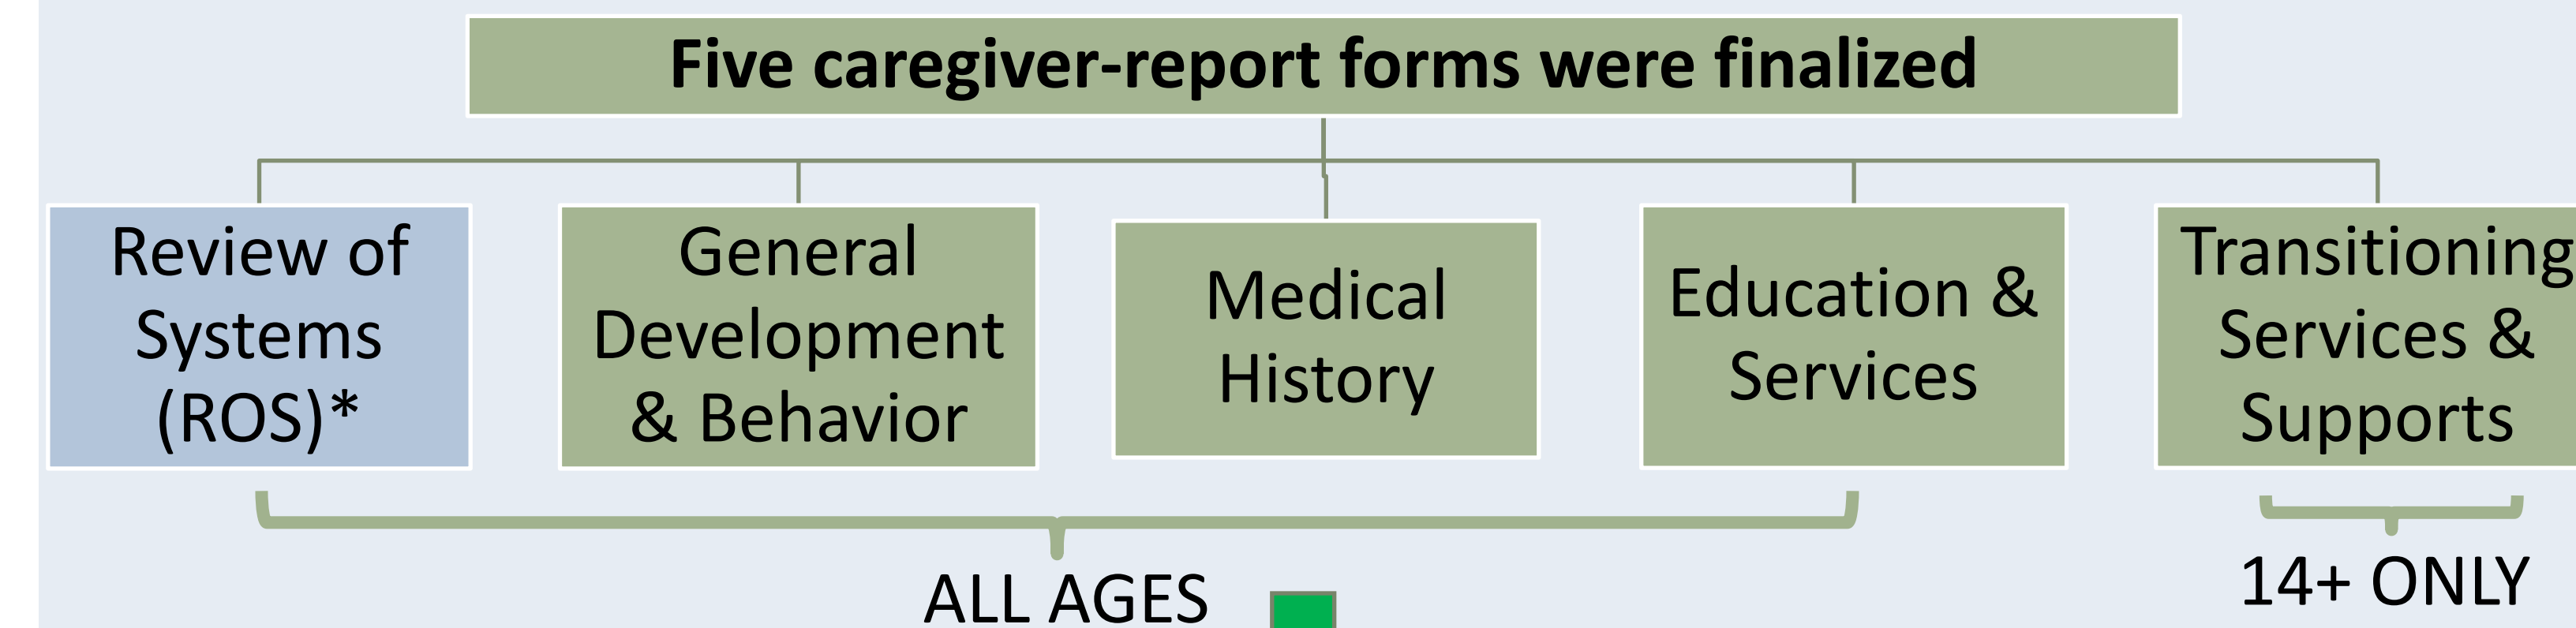 Five caregiver-report forms were finalized
Review of
Systems
(ROS)*
General
Development
& Behavior
Medical
History
Education &
Services
Transitioning
Services &
Supports
ALL AGES
14+ ONLY